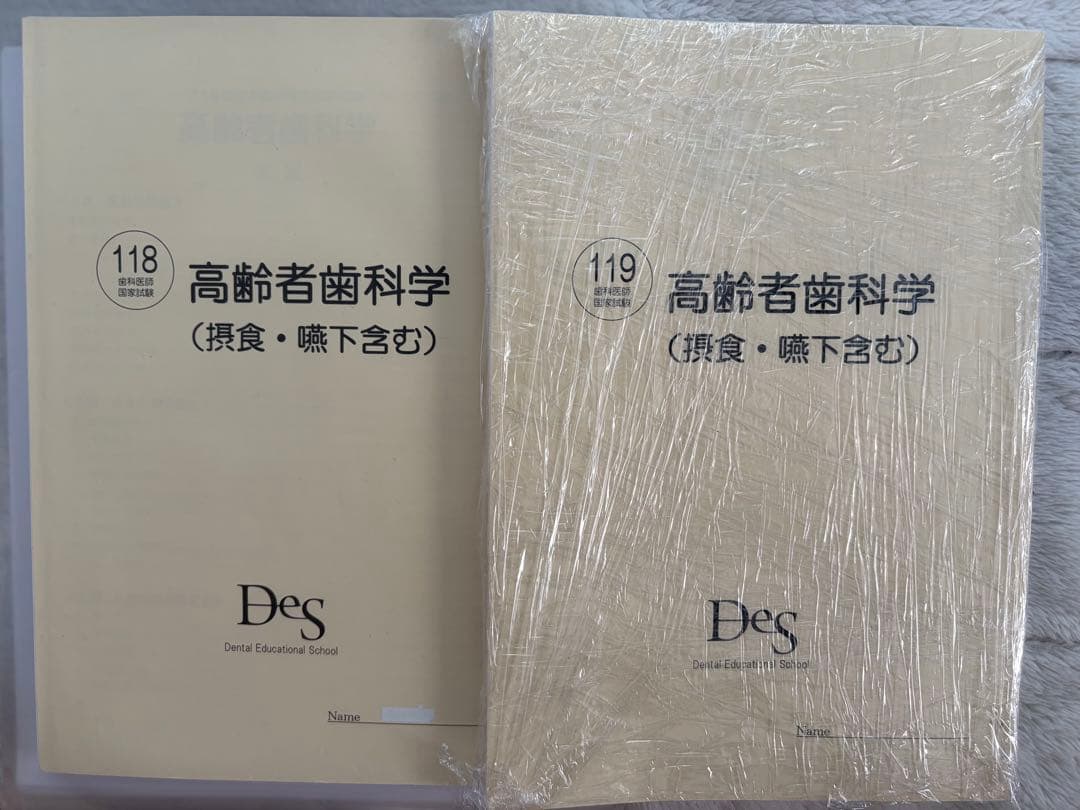 118
歯科医師
国家試験
高齢者歯科学
(摂食・嚥下含む)
DeS
Dental Educational School
Name
119
歯科医師
国家試験
高齢者歯科学
(摂食・嚥下含む)
DeS
Dental Educational School
Name